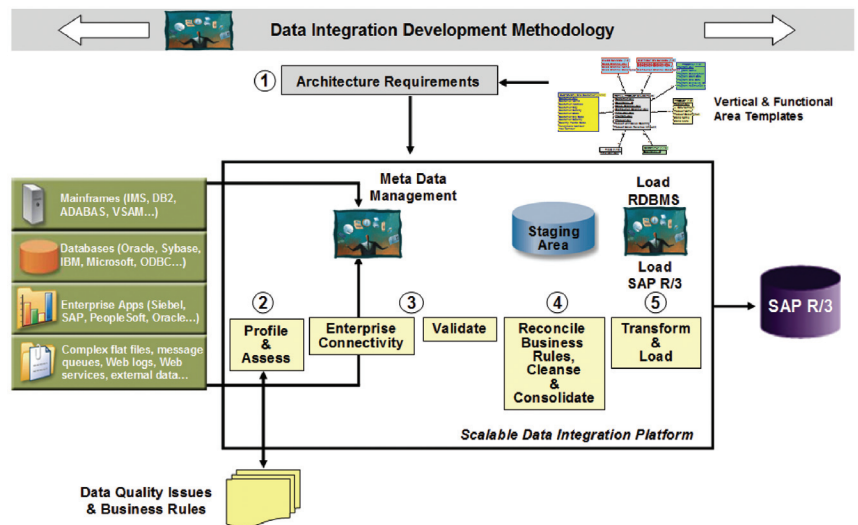 Data Integration Development Methodology
1
Architecture Requirements
Vertical & Functional
Area Templates
Mainframes (IMS, DB2,
ADABAS, VSAM...)
Databases (Oracle, Sybase,
IBM, Microsoft, ODBC...)
Enterprise Apps (Siebel,
SAP, PeopleSoft, Oracle...)
Complex flat files, message
queues, Web logs, Web
services, external data...
Meta Data
Management
Staging
Area
Load
RDBMS
Load
SAP R/3
2
Profile
&
Assess
3
Enterprise
Connectivity
Validate
4
Reconcile
Business
Rules,
Cleanse
&
Consolidate
5
Transform
&
Load
SAP R/3
Scalable Data Integration Platform
Data Quality Issues
& Business Rules